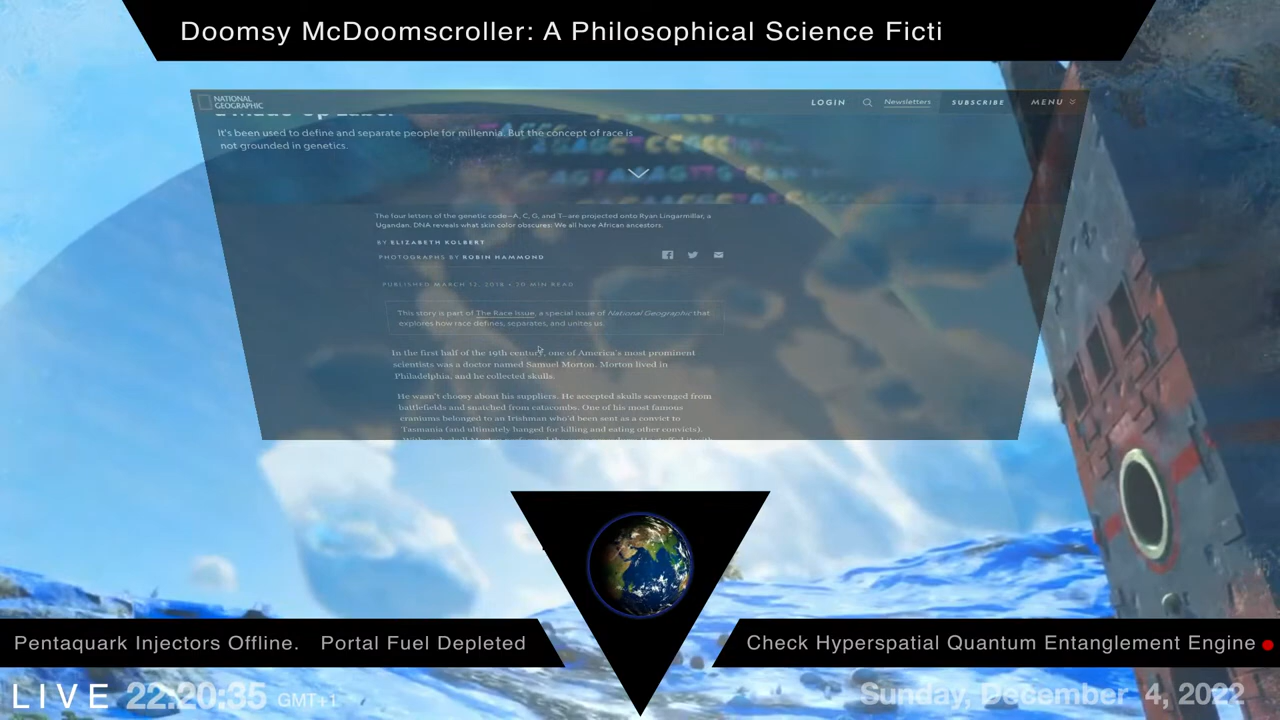 Doomsy McDoomscroller: A Philosophical Science Ficti
NATIONAL
GEOGRAPHIC
LOGIN Newsletters SUBSCRIBE MENU
It's been used to define and separate people for millennia. But the concept of race is
not grounded in genetics.
The four letters of the genetic code—A, C, G, and T—are projected onto Ryan Lingarmillar, a
Ugandan. DNA reveals what skin color obscures: We all have African ancestors.
BY ELIZABETH KOLBERT
PHOTOGRAPHS BY ROBIN HAMMOND
PUBLISHED MARCH 12, 2018 • 20 MIN READ
This story is part of The Race Issue, a special issue of National Geographic that
explores how race defines, separates, and unites us.
In the first half of the 19th century, one of America's most prominent
scientists was a doctor named Samuel Morton. Morton lived in
Philadelphia, and he collected skulls.
He wasn't choosy about his suppliers. He accepted skulls scavenged from
battlefields and snatched from catacombs. One of his most famous
craniums belonged to an Irishman who'd been sent as a convict to
Tasmania (and ultimately hanged for killing and eating other convicts).
Pentaquark Injectors Offline. Portal Fuel Depleted
Check Hyperspatial Quantum Entanglement Engine
LIVE 22:20:35 GMT+1
Sunday, December 4, 2022